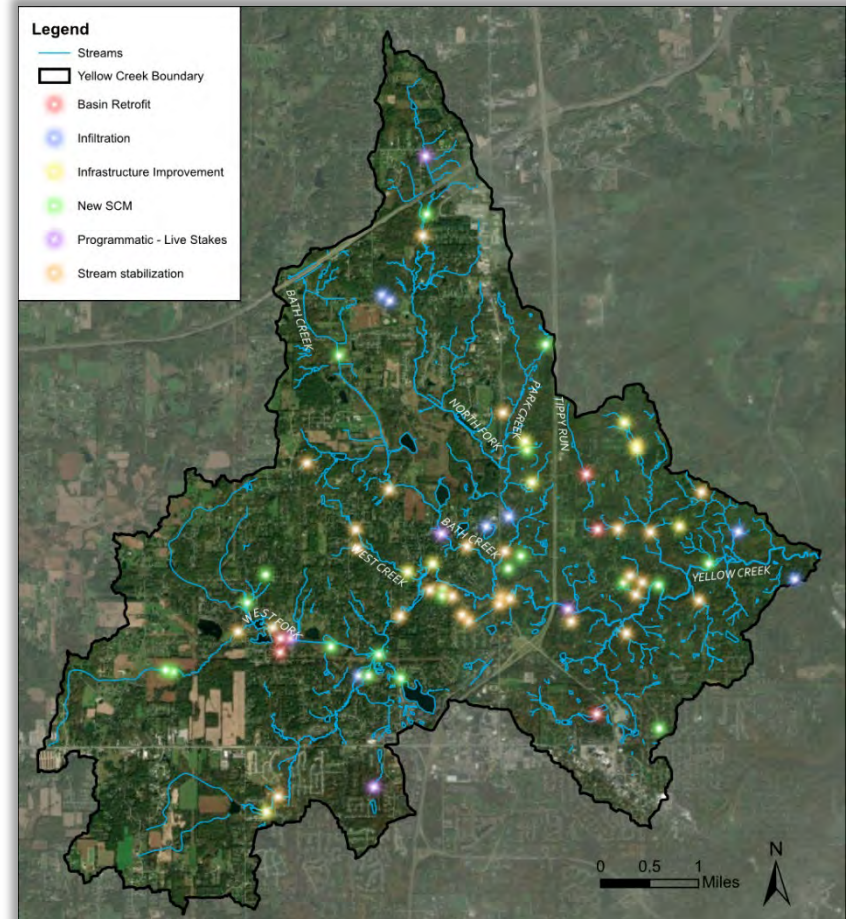 Legend
Streams
Yellow Creek Boundary
Basin Retrofit
Infiltration
Infrastructure Improvement
New SCM
Programmatic - Live Stakes
Stream stabilization
BATH CREEK
NORTH FORK
PARK CREEK
TIPPY RUN
BATH CREEK
WEST CREEK
YELLOW CREEK
WEST FORK
N
0 0.5 1
Miles